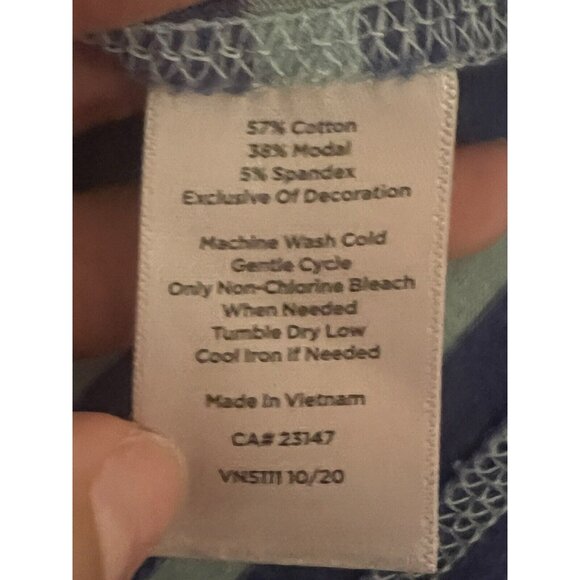 57% Cotton
38% Modal
5% Spandex
Exclusive Of Decoration
Machine Wash Cold
Gentle Cycle
Only Non-Chlorine Bleach
When Needed
Tumble Dry Low
Cool Iron If Needed
Made In Vietnam
CA# 23147
VN5111 10/20